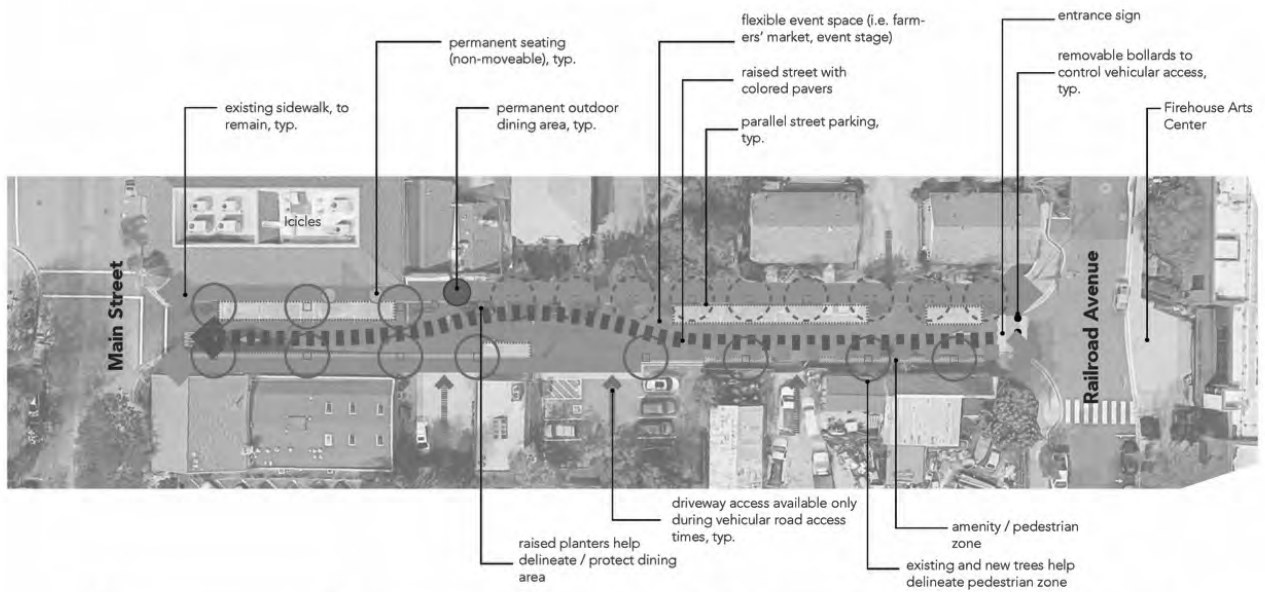 flexible event space (i.e. farm-
ers' market, event stage)
entrance sign
permanent seating
(non-moveable), typ.
removable bollards to
control vehicular access,
typ.
raised street with
colored pavers
existing sidewalk, to
remain, typ.
permanent outdoor
dining area, typ.
parallel street parking,
typ.
Firehouse Arts
Center
Icicles
Main Street
Railroad Avenue
driveway access available only
during vehicular road access
times, typ.
amenity / pedestrian
zone
raised planters help
delineate / protect dining
area
existing and new trees help
delineate pedestrian zone